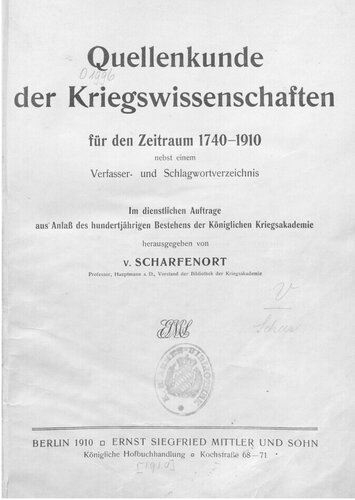 Quellenkunde
O 1996
der Kriegswissenschaften
für den Zeitraum 1740–1910
nebst einem
Verfasser- und Schlagwortverzeichnis
Im dienstlichen Auftrage
aus Anlaß des hundertjährigen Bestehens der Königlichen Kriegsakademie
herausgegeben von
v. SCHARFENORT
Professor, Hauptmann a. D., Vorstand der Bibliothek der Kriegsakademie
V
BERLIN 1910 ¤ ERNST SIEGFRIED MITTLER UND SOHN
Königliche Hofbuchhandlung ¤ Kochstraße 68–71
[1910]